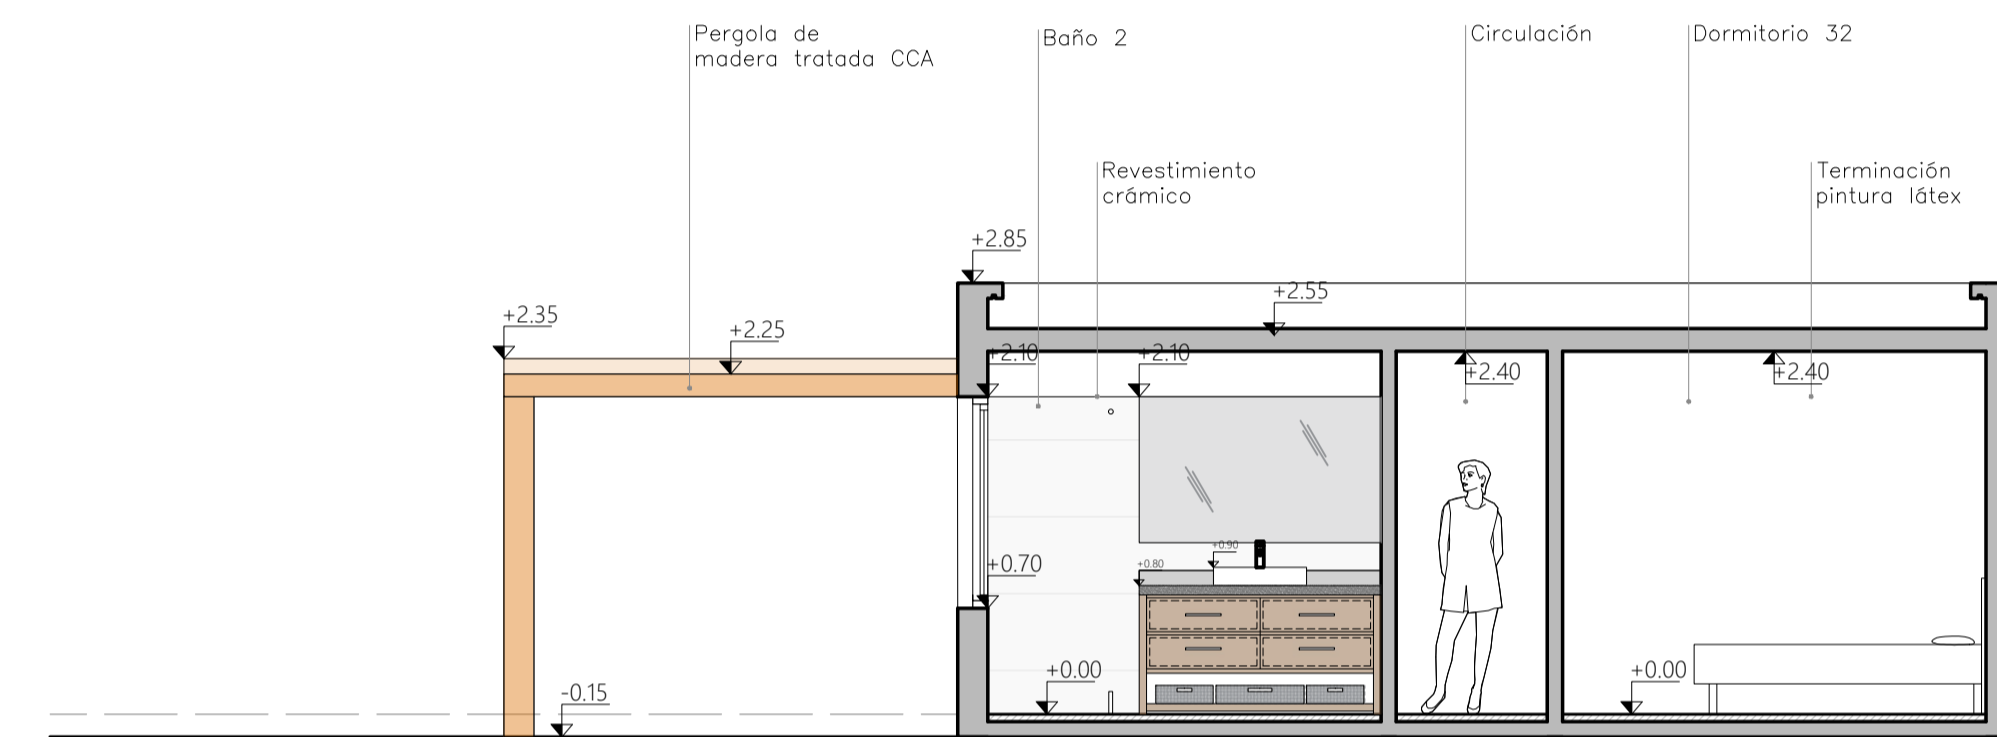 Pergola de
madera tratada CCA
Baño 2
Circulación
Dormitorio 32
Revestimiento
crámico
Terminación
pintura látex
+2.85
+2.55
+2.35
+2.25
+2.10
+2.10
+2.40
+2.40
+0.90
+0.80
+0.70
+0.00
+0.00
-0.15